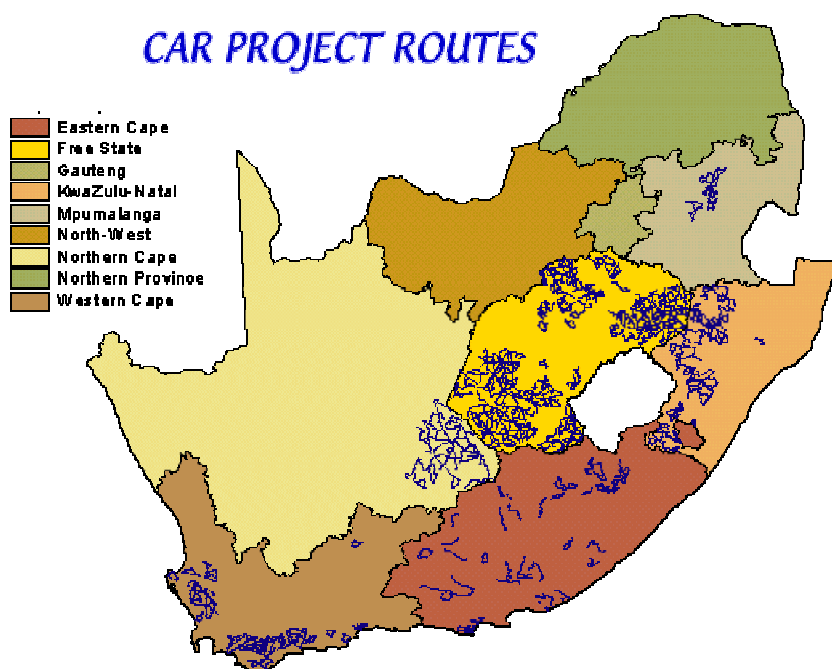 CAR PROJECT ROUTES
Eastern Cape
Free State
Gauteng
KwaZulu-Natal
Mpumalanga
North-West
Northern Cape
Northern Province
Western Cape